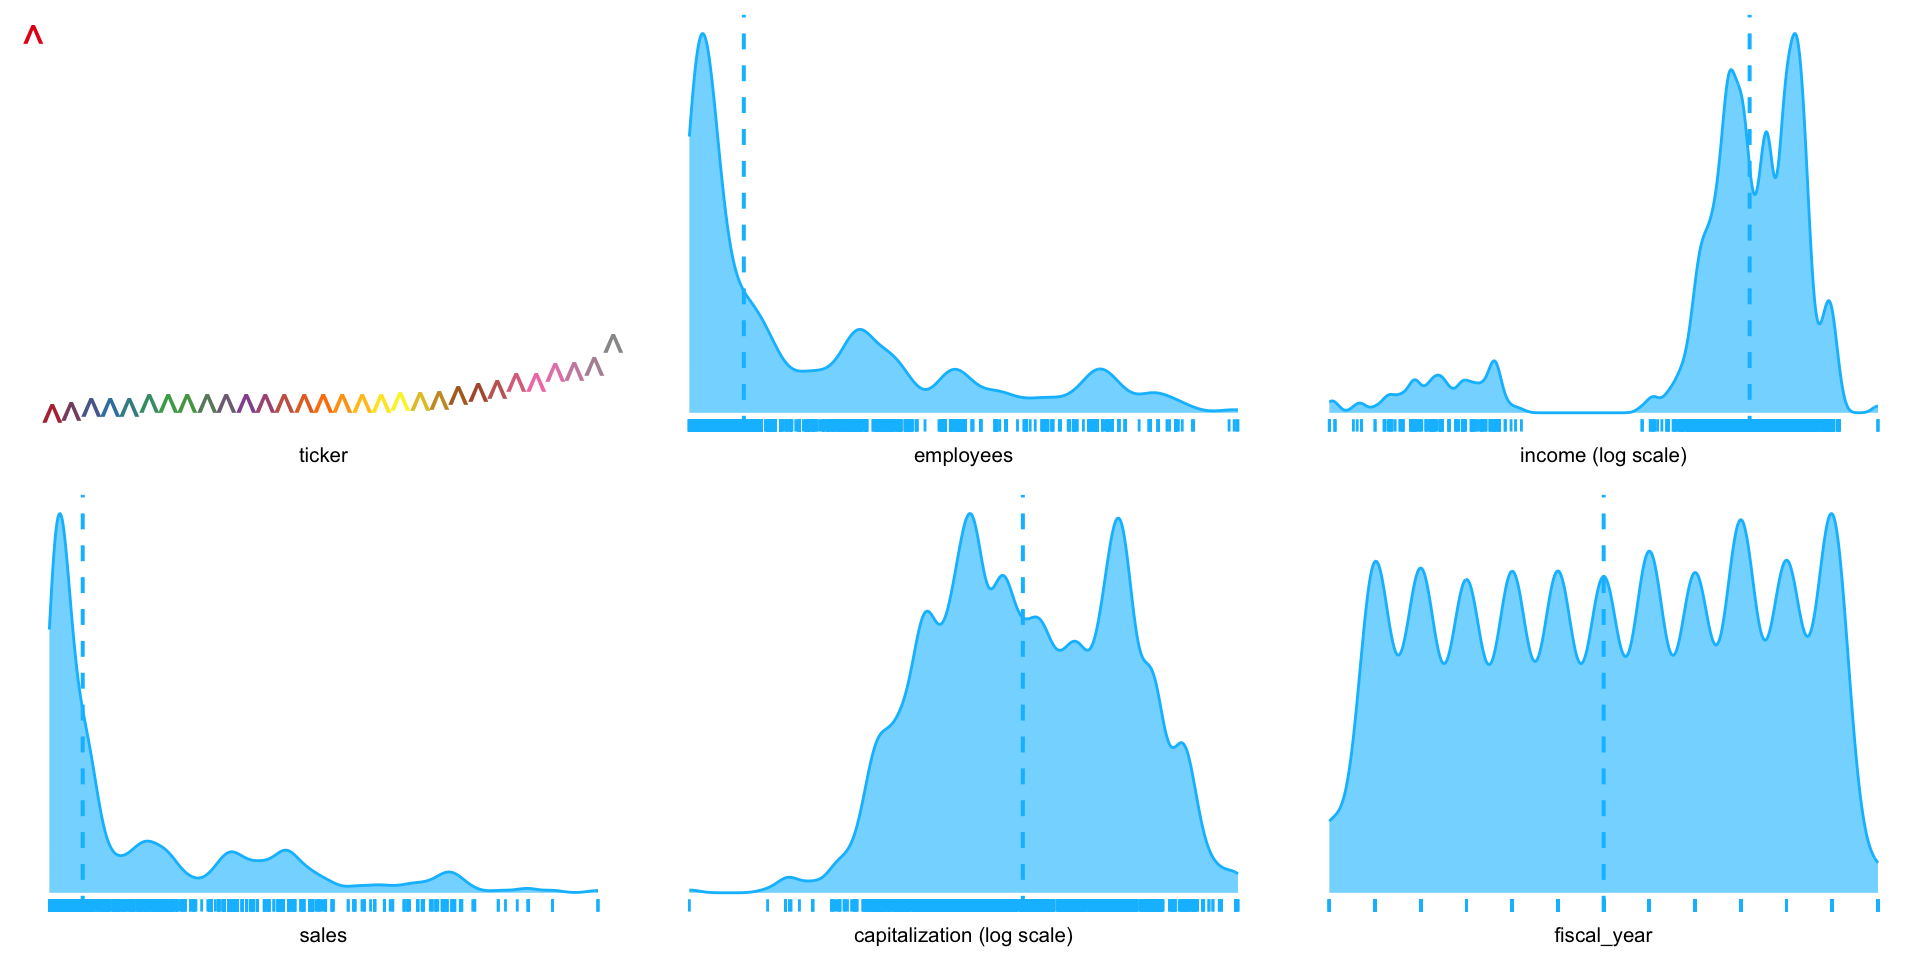 ticker
employees
income (log scale)
sales
capitalization (log scale)
fiscal_year